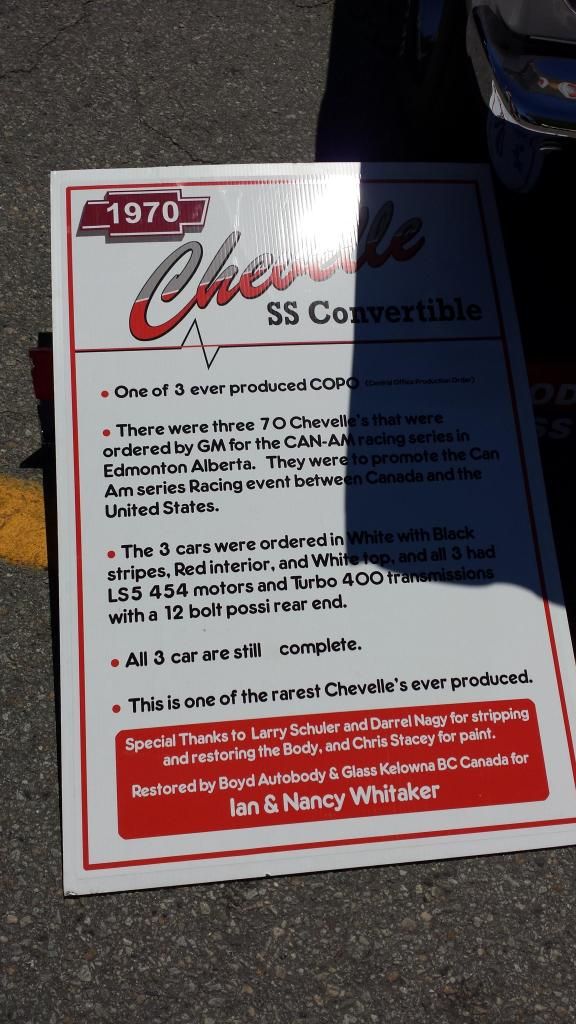 1970
Chevelle
SS Convertible
• One of 3 ever produced COPO (Central Office Production Order)
• There were three 70 Chevelle's that were
ordered by GM for the CAN-AM racing series in
Edmonton Alberta. They were to promote the Can
Am series Racing event between Canada and the
United States.
• The 3 cars were ordered in White with Black
stripes, Red interior, and White top, and all 3 had
LS5 454 motors and Turbo 400 transmissions
with a 12 bolt possi rear end.
• All 3 car are still complete.
• This is one of the rarest Chevelle's ever produced.
Special Thanks to Larry Schuler and Darrel Nagy for stripping
and restoring the Body, and Chris Stacey for paint.
Restored by Boyd Autobody & Glass Kelowna BC Canada for
Ian & Nancy Whitaker